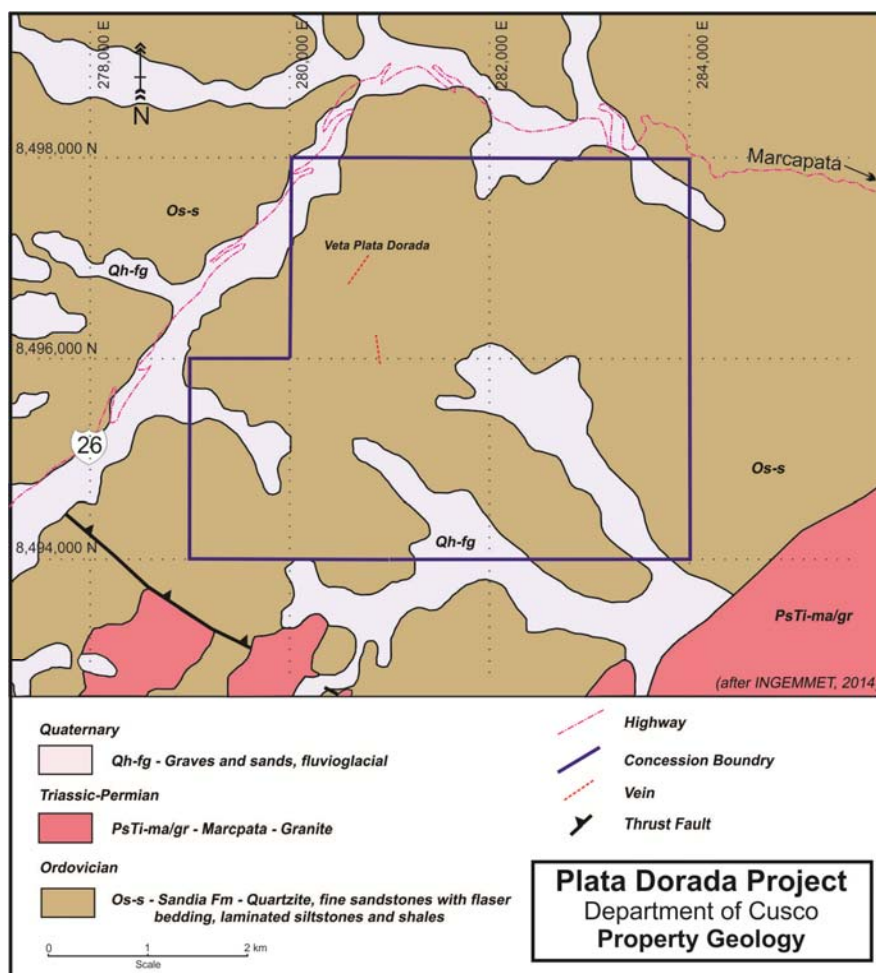 278,000 E
280,000 E
282,000 E
284,000 E
N
8,498,000 N
Marcapata
Os-s
Veta Plata Dorada
Qh-fg
8,496,000 N
26
Os-s
8,494,000 N
Qh-fg
PsTi-ma/gr
(after INGEMMET, 2014)
Quaternary
Qh-fg - Graves and sands, fluvioglacial
Triassic-Permian
PsTi-ma/gr - Marcpata - Granite
Ordovician
Os-s - Sandia Fm - Quartzite, fine sandstones with flaser
bedding, laminated siltstones and shales
0 1 2 km
Scale
Highway
Concession Boundry
Vein
Thrust Fault
Plata Dorada Project
Department of Cusco
Property Geology